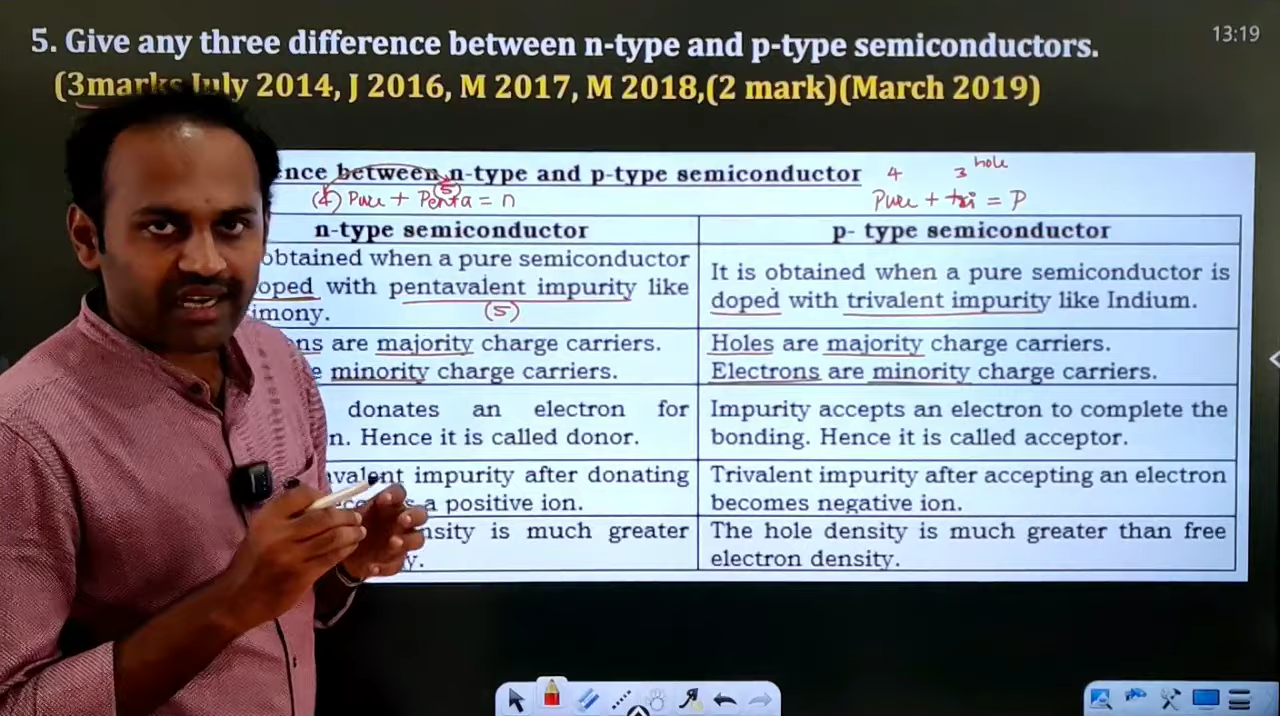 5. Give any three difference between n-type and p-type semiconductors.
13:19
(3marks July 2014, J 2016, M 2017, M 2018,(2 mark)(March 2019)
between n-type and p-type semiconductor
4 3 hole
(4) Pure + Penta = n
(5)
Pure + tri = P
n-type semiconductor
p- type semiconductor
obtained when a pure semiconductor
with pentavalent impurity like
(5)
It is obtained when a pure semiconductor is
doped with trivalent impurity like Indium.
are majority charge carriers.
minority charge carriers.
Holes are majority charge carriers.
Electrons are minority charge carriers.
donates an electron for
Hence it is called donor.
Impurity accepts an electron to complete the
bonding. Hence it is called acceptor.
impurity after donating
a positive ion.
Trivalent impurity after accepting an electron
becomes negative ion.
is much greater
The hole density is much greater than free
electron density.